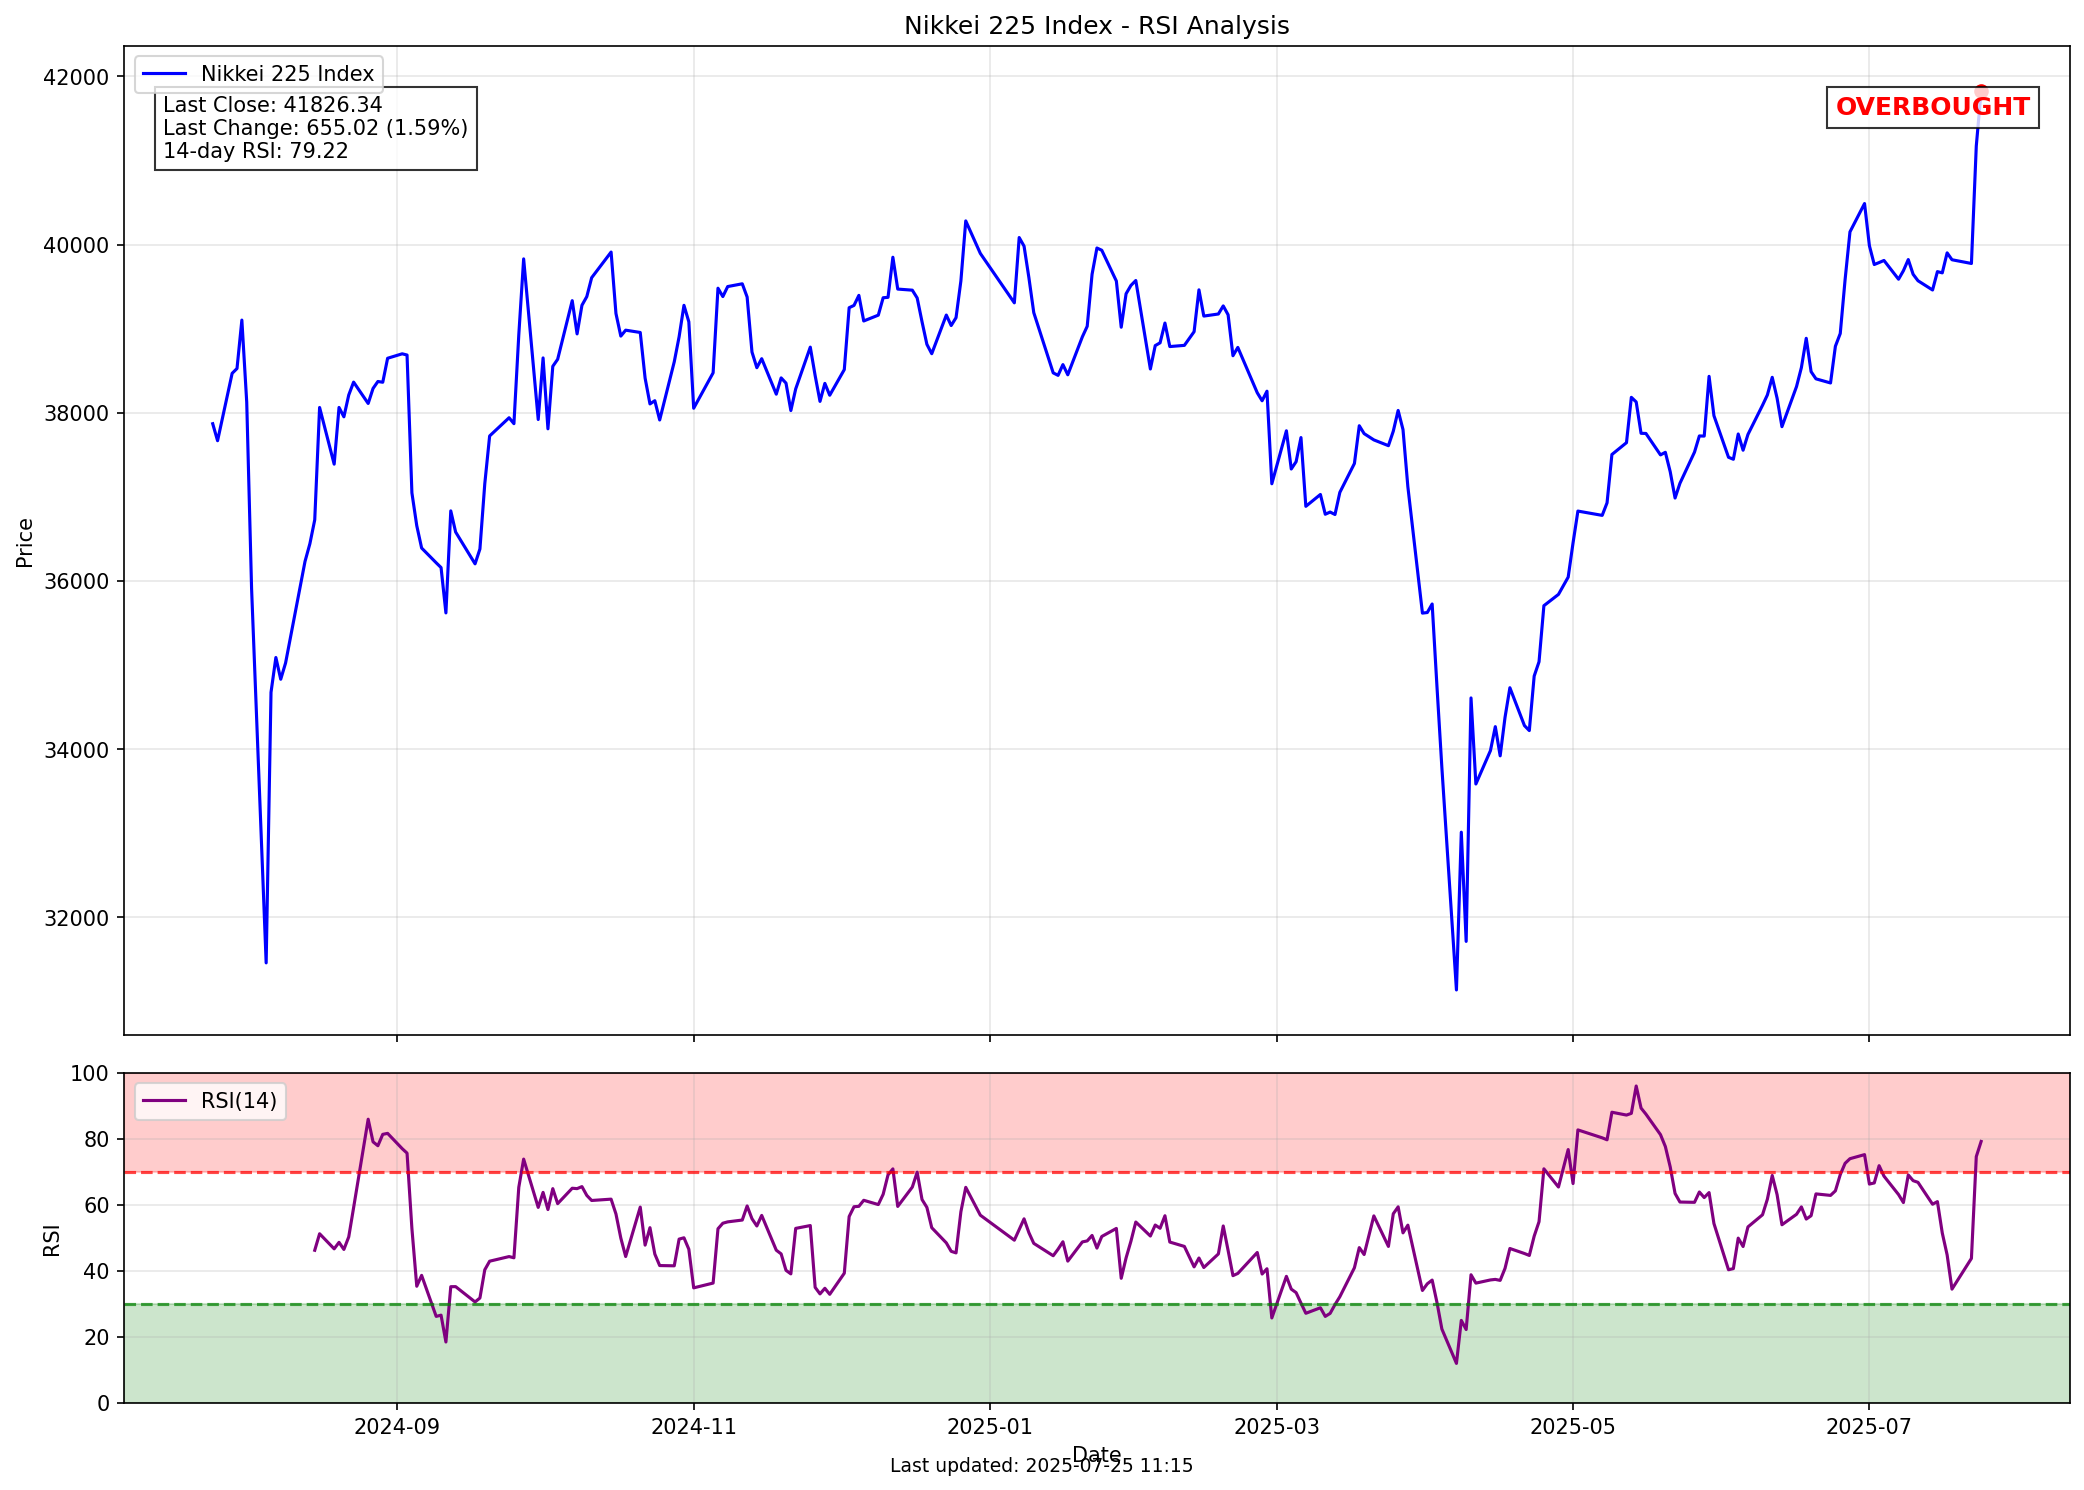 Nikkei 225 Index - RSI Analysis
Nikkei 225 Index
Last Close: 41826.34
Last Change: 655.02 (1.59%)
14-day RSI: 79.22
OVERBOUGHT
Price
42000
40000
38000
36000
34000
32000
RSI(14)
RSI
100
80
60
40
20
0
2024-09
2024-11
2025-01
2025-03
2025-05
2025-07
Date
Last updated: 2025-07-25 11:15